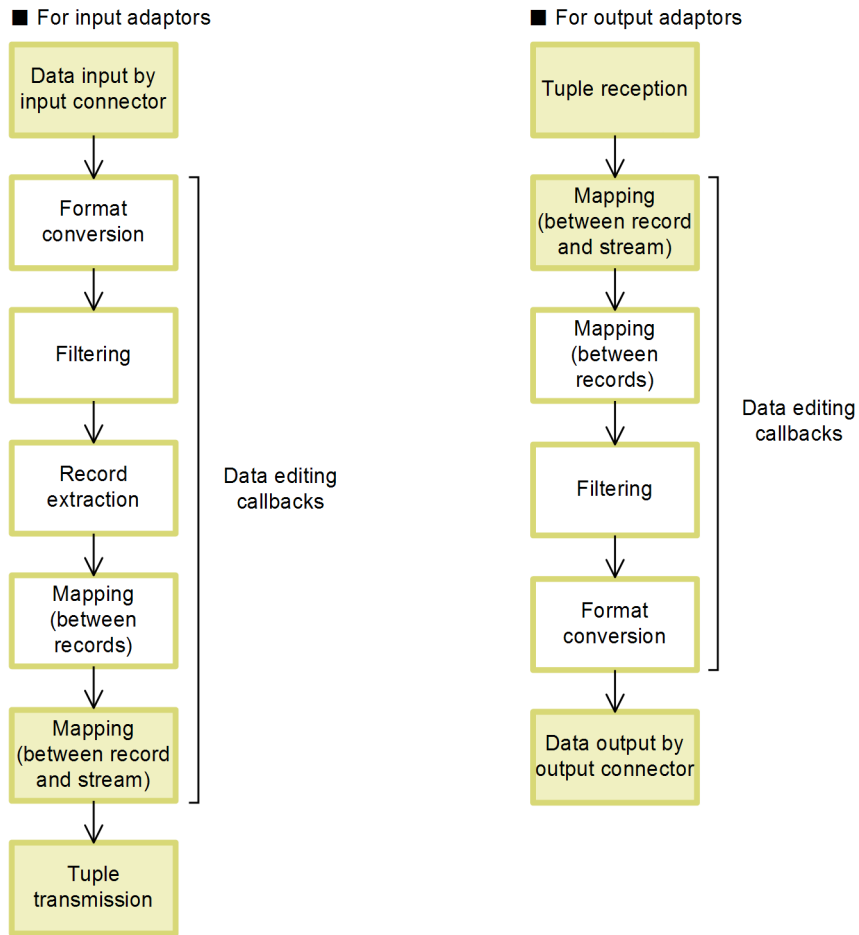 ■ For input adaptors
Data input by
input connector
Format
conversion
Filtering
Record
extraction
Mapping
(between
records)
Mapping
(between record
and stream)
Tuple
transmission
Data editing
callbacks
■ For output adaptors
Tuple reception
Mapping
(between record
and stream)
Mapping
(between
records)
Filtering
Format
conversion
Data output by
output connector
Data editing
callbacks